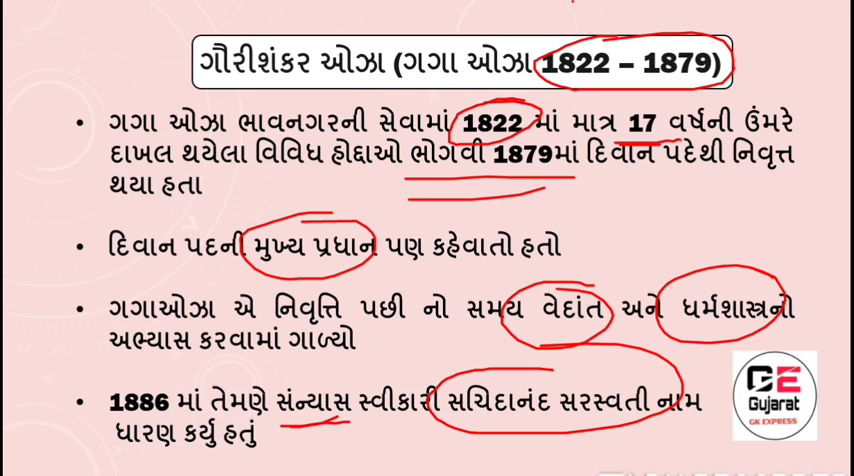 ગૌરીશંકર ઓઝા (ગગા ઓઝા 1822 – 1879)
• ગગા ઓઝા ભાવનગરની સેવામાં 1822 માં માત્ર 17 વર્ષની ઉંમરે
દાખલ થયેલા વિવિધ હોદ્દાઓ ભોગવી 1879માં દિવાન પદેથી નિવૃત્ત
થયા હતા
• દિવાન પદની મુખ્ય પ્રધાન પણ કહેવાતો હતો
• ગગાઓઝા એ નિવૃતિ પછી નો સમય વેદાંત અને ધર્મશાસ્ત્રનો
અભ્યાસ કરવામાં ગાળ્યો
• 1886 માં તેમણે સંન્યાસ સ્વીકારી સચિદાનંદ સરસ્વતી નામ
ધારણ કર્યુ હતું
GE
Gujarat
GK EXPRESS